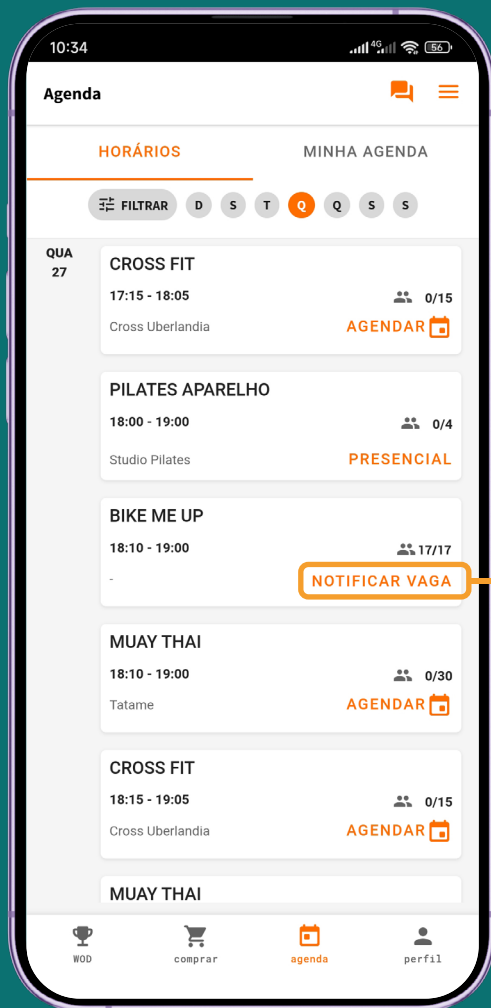 10:34
4G
56
Agenda
HORÁRIOS
MINHA AGENDA
FILTRAR D S T Q Q S S
QUA
27
CROSS FIT
17:15 - 18:05
0/15
Cross Uberlandia
AGENDAR
PILATES APARELHO
18:00 - 19:00
0/4
Studio Pilates
PRESENCIAL
BIKE ME UP
18:10 - 19:00
17/17
-
NOTIFICAR VAGA
MUAY THAI
18:10 - 19:00
0/30
Tatame
AGENDAR
CROSS FIT
18:15 - 19:05
0/15
Cross Uberlandia
AGENDAR
MUAY THAI
WOD
comprar
agenda
perfil